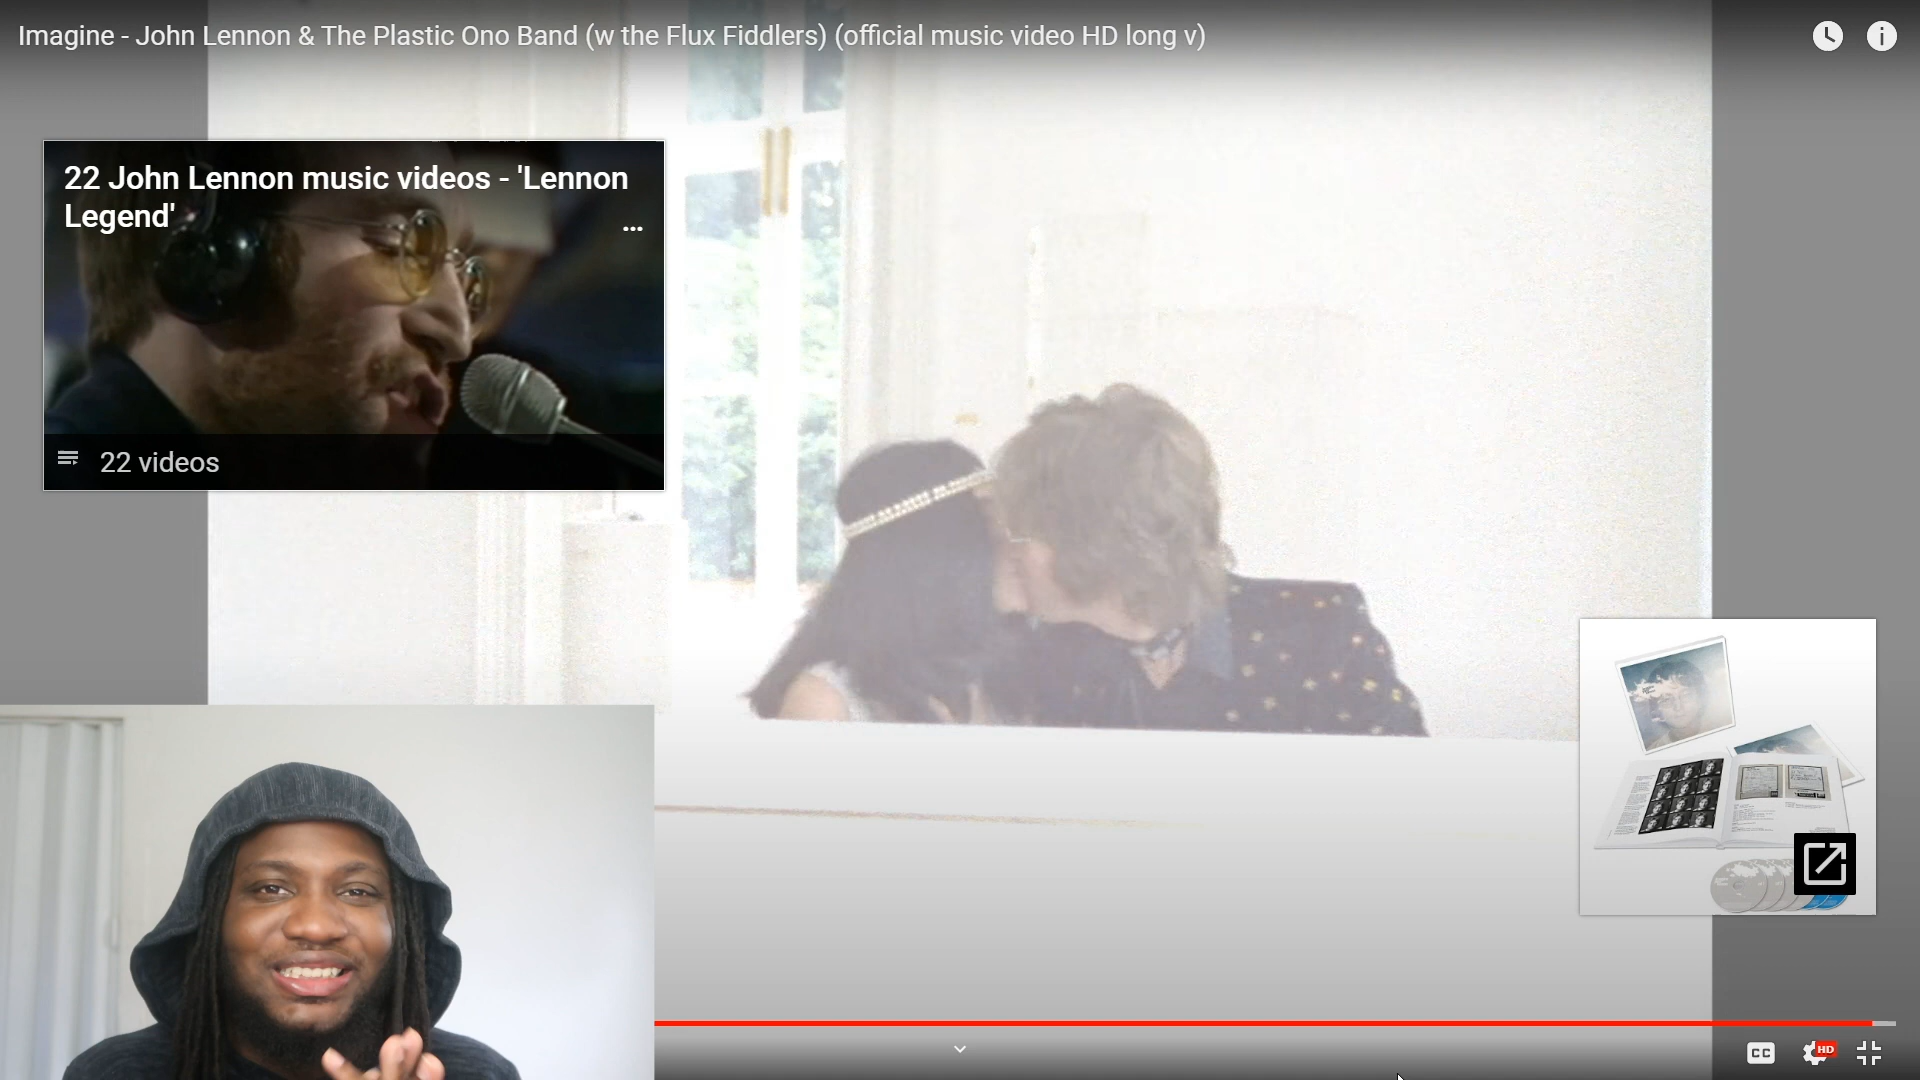 Imagine - John Lennon & The Plastic Ono Band (w the Flux Fiddlers) (official music video HD long v)
22 John Lennon music videos - 'Lennon
Legend'
22 videos
CC
HD